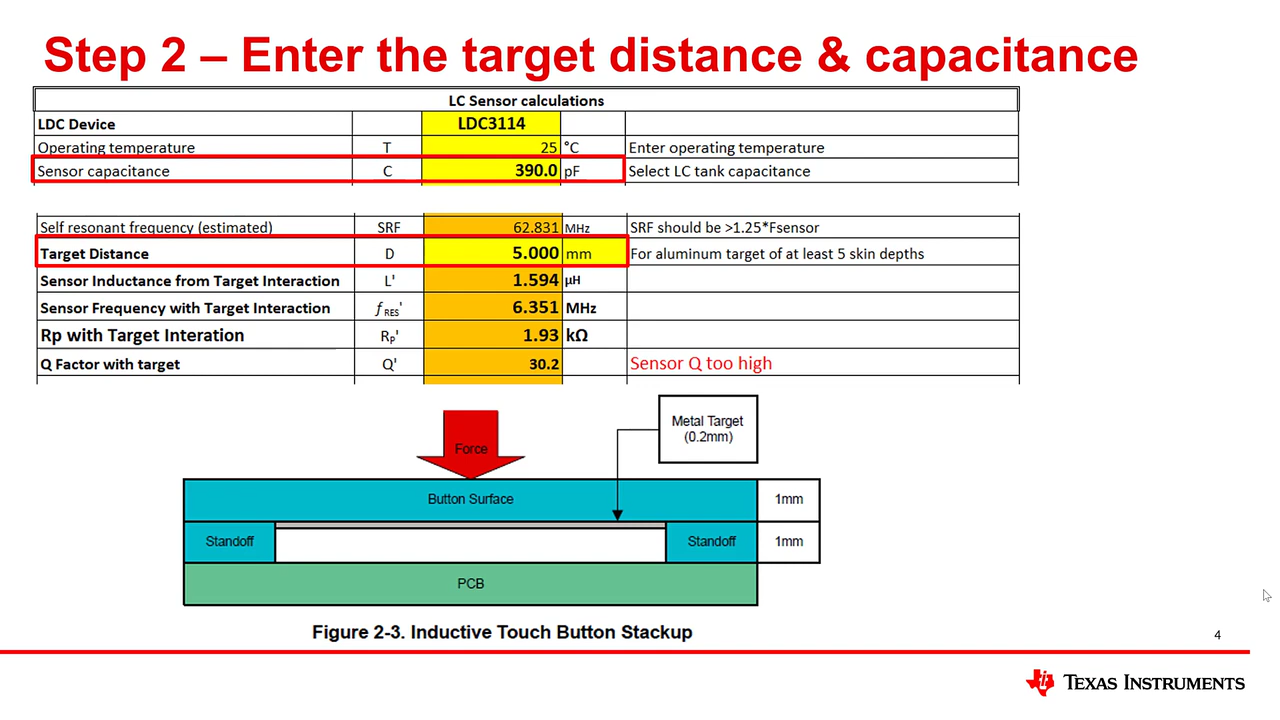 Step 2 – Enter the target distance & capacitance
LC Sensor calculations
LDC Device LDC3114
Operating temperature T 25 °C Enter operating temperature
Sensor capacitance C 390.0 pF Select LC tank capacitance
Self resonant frequency (estimated) SRF 62.831 MHz SRF should be >1.25*Fsensor
Target Distance D 5.000 mm For aluminum target of at least 5 skin depths
Sensor Inductance from Target Interaction L' 1.594 µH
Sensor Frequency with Target Interaction ƒRES' 6.351 MHz
Rp with Target Interation RP' 1.93 kΩ
Q Factor with target Q' 30.2 Sensor Q too high
Metal Target
(0.2mm)
Force
Button Surface 1mm
Standoff Standoff 1mm
PCB
Figure 2-3. Inductive Touch Button Stackup
4
TEXAS INSTRUMENTS